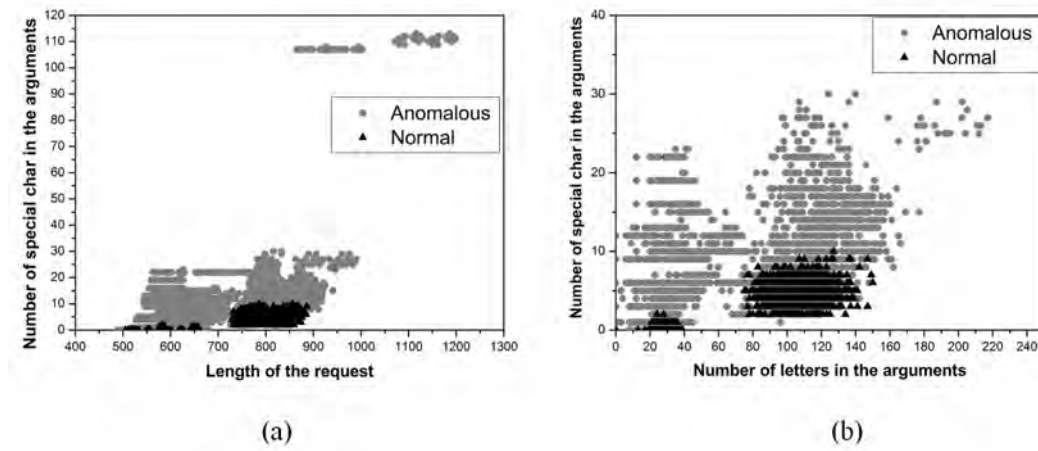 Number of special char in the arguments
120
110
100
90
80
70
60
50
40
30
20
10
0
Anomalous
Normal
400 500 600 700 800 900 1000 1100 1200 1300
Length of the request
(a)
Number of special char in the arguments
40
30
20
10
0
Anomalous
Normal
0 20 40 60 80 100 120 140 160 180 200 220 240
Number of letters in the arguments
(b)